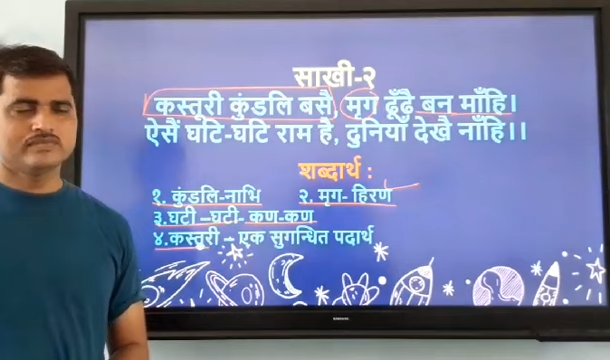 साखी-२
कस्तुरी कुंडलि बसै, मृग ढूँढ़ै बन माँहि।
ऐसैं घटि-घटि राम है, दुनियाँ देखै नाँहि।।
शब्दार्थ :
१. कुंडलि-नाभि २. मृग- हिरण
३.घटी –घटी- कण-कण
४.कस्तुरी – एक सुगन्धित पदार्थ
SAMSUNG